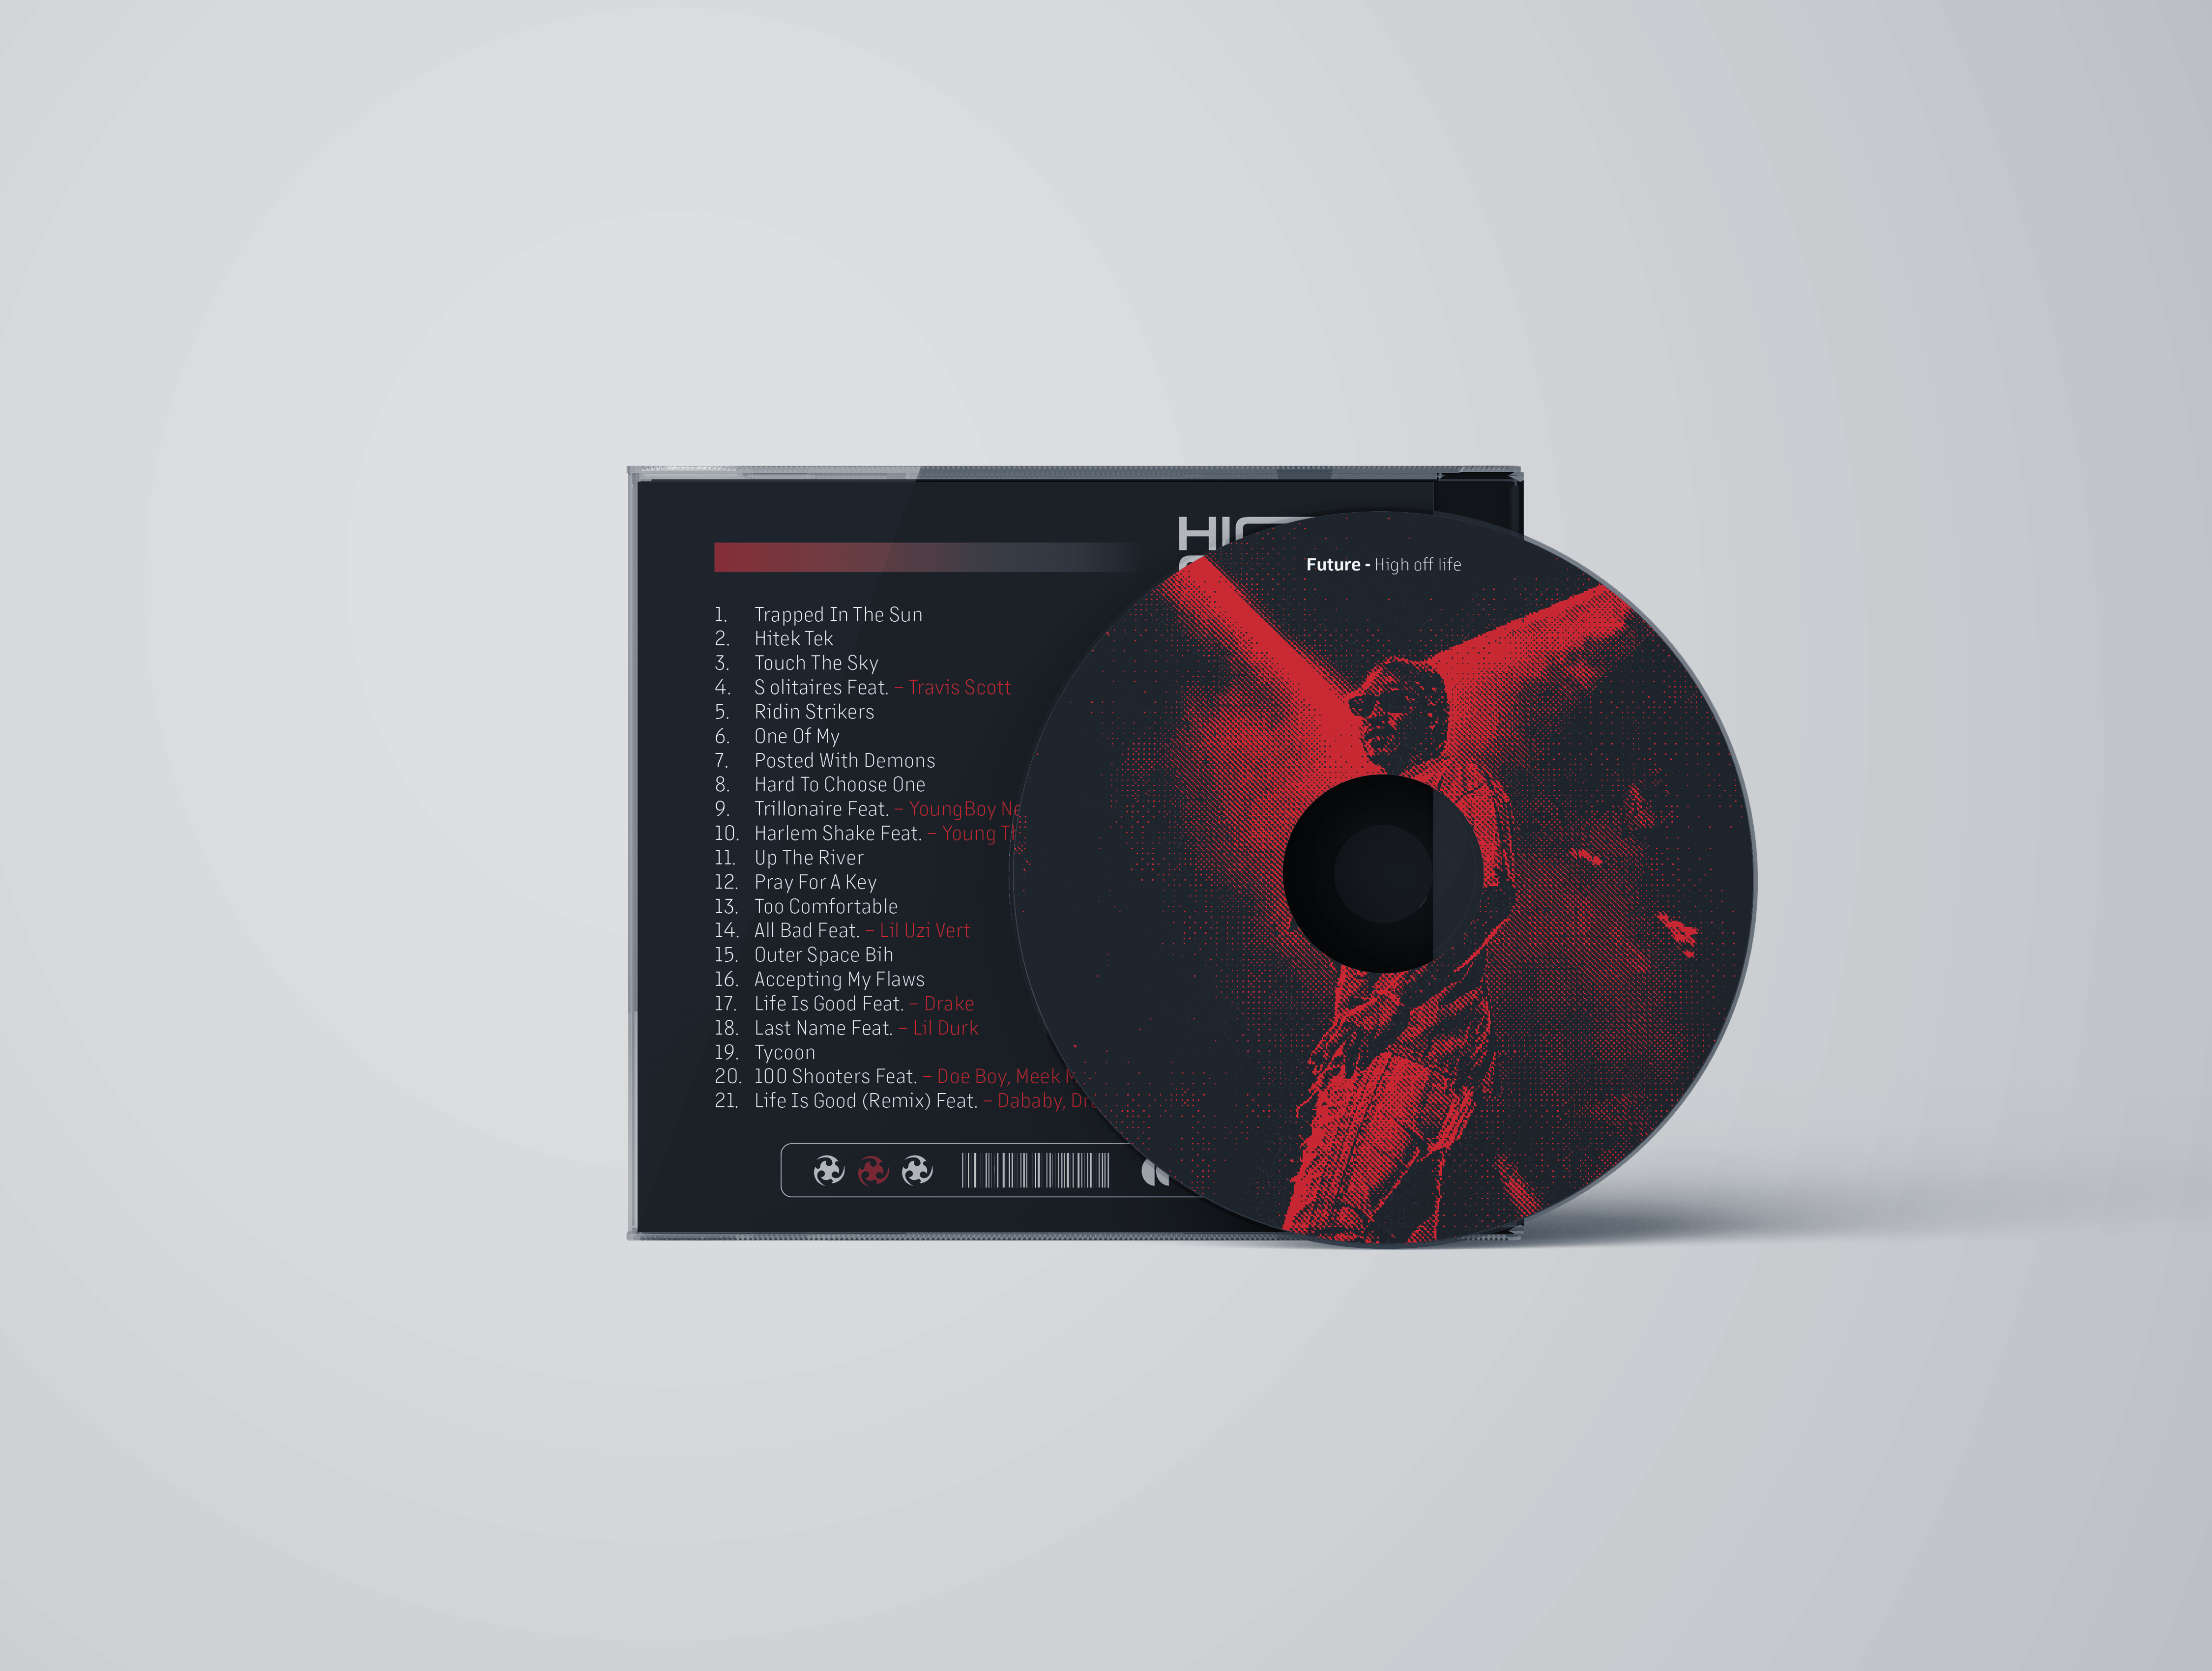 Future - High off life
1. Trapped In The Sun
2. Hitek Tek
3. Touch The Sky
4. S olitaires Feat. – Travis Scott
5. Ridin Strikers
6. One Of My
7. Posted With Demons
8. Hard To Choose One
9. Trillonaire Feat. – YoungBoy
10. Harlem Shake Feat. – Young
11. Up The River
12. Pray For A Key
13. Too Comfortable
14. All Bad Feat. – Lil Uzi Vert
15. Outer Space Bih
16. Accepting My Flaws
17. Life Is Good Feat. – Drake
18. Last Name Feat. – Lil Durk
19. Tycoon
20. 100 Shooters Feat. – Doe Boy, Meek
21. Life Is Good (Remix) Feat. – Dababy,